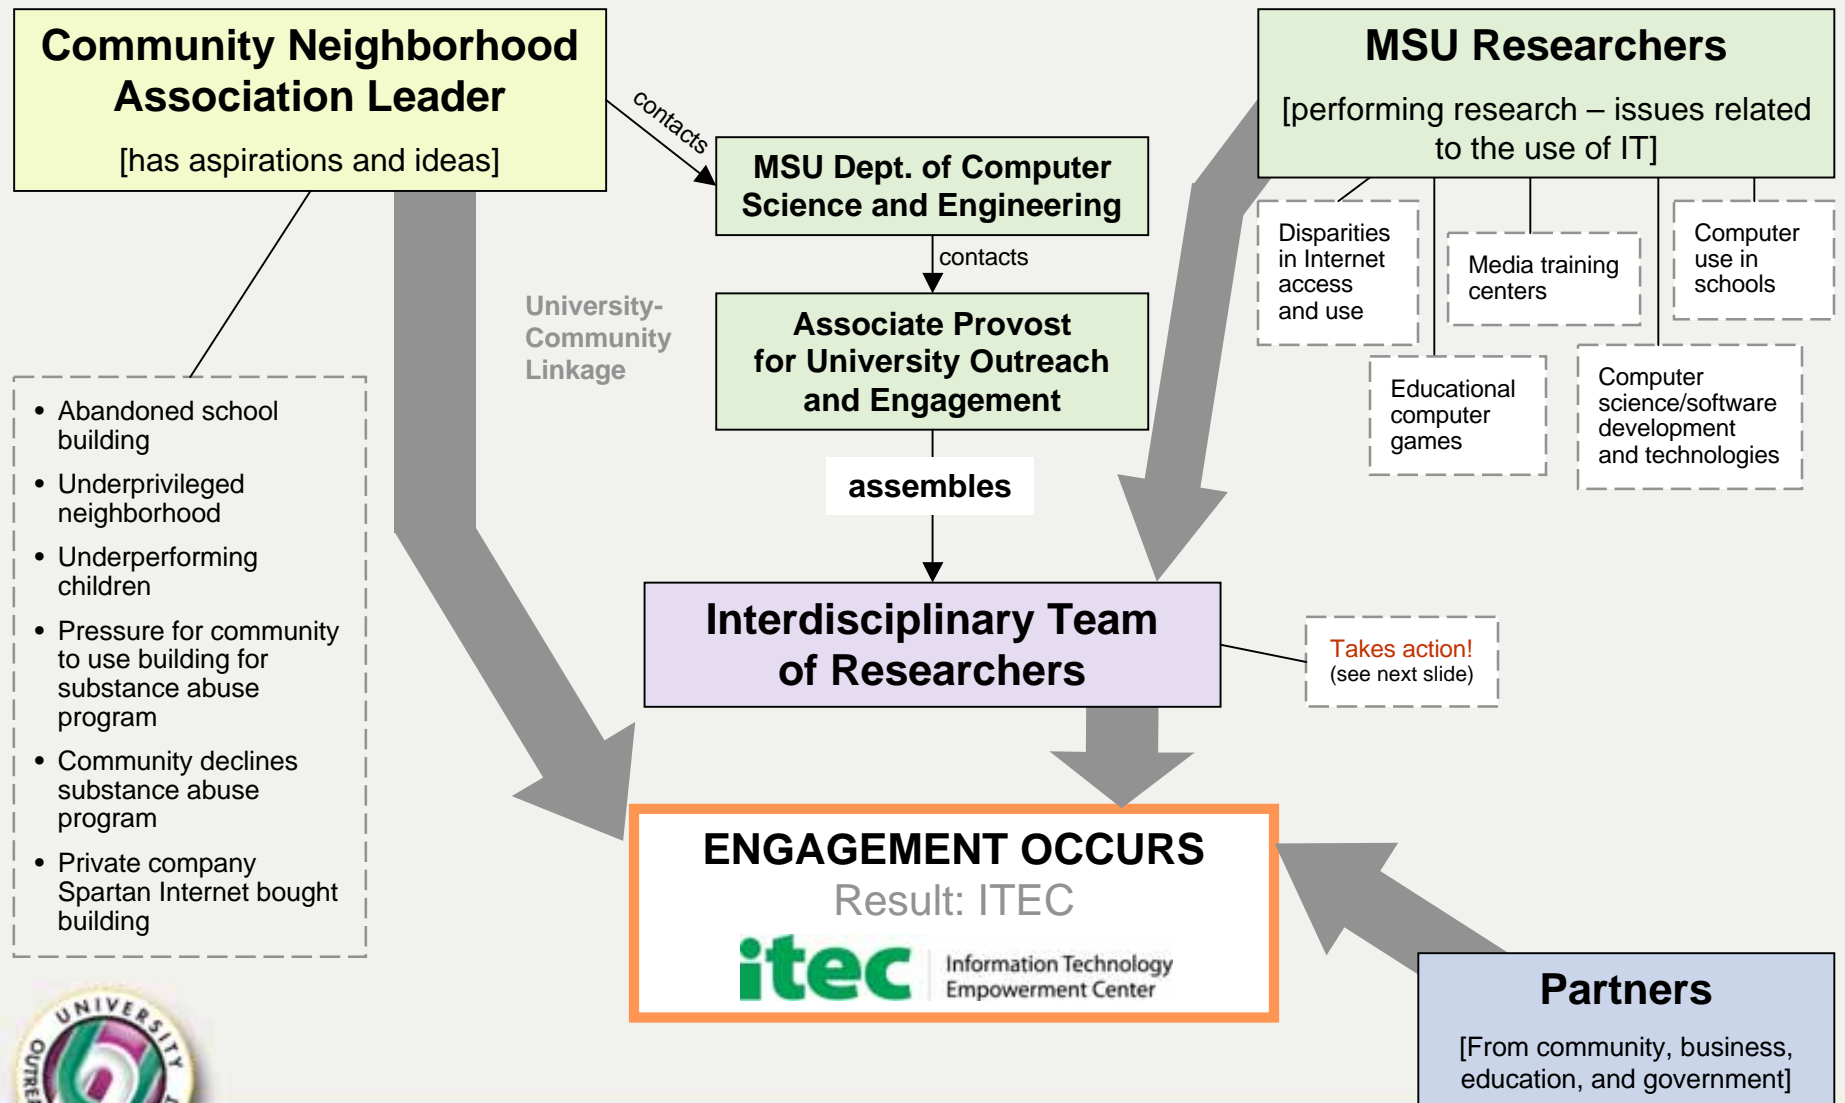 Community Neighborhood
Association Leader
[has aspirations and ideas]
contacts
MSU Dept. of Computer
Science and Engineering
contacts
Associate Provost
for University Outreach
and Engagement
assembles
University-
Community
Linkage
MSU Researchers
[performing research – issues related
to the use of IT]
Disparities
in Internet
access
and use
Educational
computer
games
Media training
centers
Computer
science/software
development
and technologies
Computer
use in
schools
• Abandoned school
building
• Underprivileged
neighborhood
• Underperforming
children
• Pressure for community
to use building for
substance abuse
program
• Community declines
substance abuse
program
• Private company
Spartan Internet bought
building
Interdisciplinary Team
of Researchers
Takes action!
(see next slide)
ENGAGEMENT OCCURS
Result: ITEC
itec
Information Technology
Empowerment Center
Partners
[From community, business,
education, and government]
UNIVERSITY